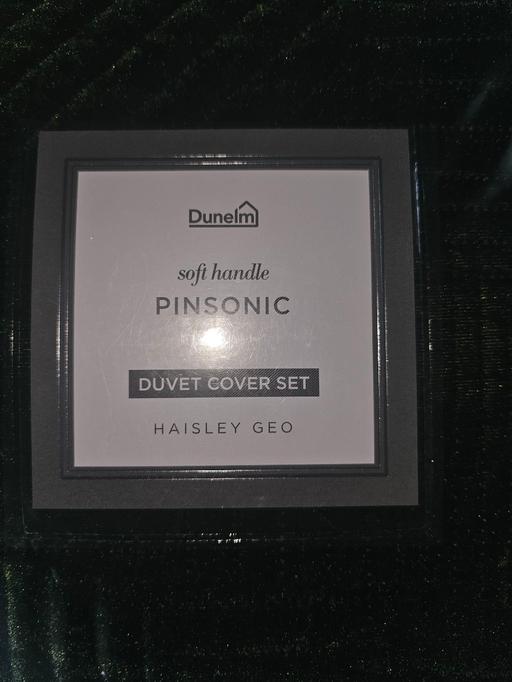 Dunelm
soft handle
PINSONIC
DUVET COVER SET
HAISLEY GEO